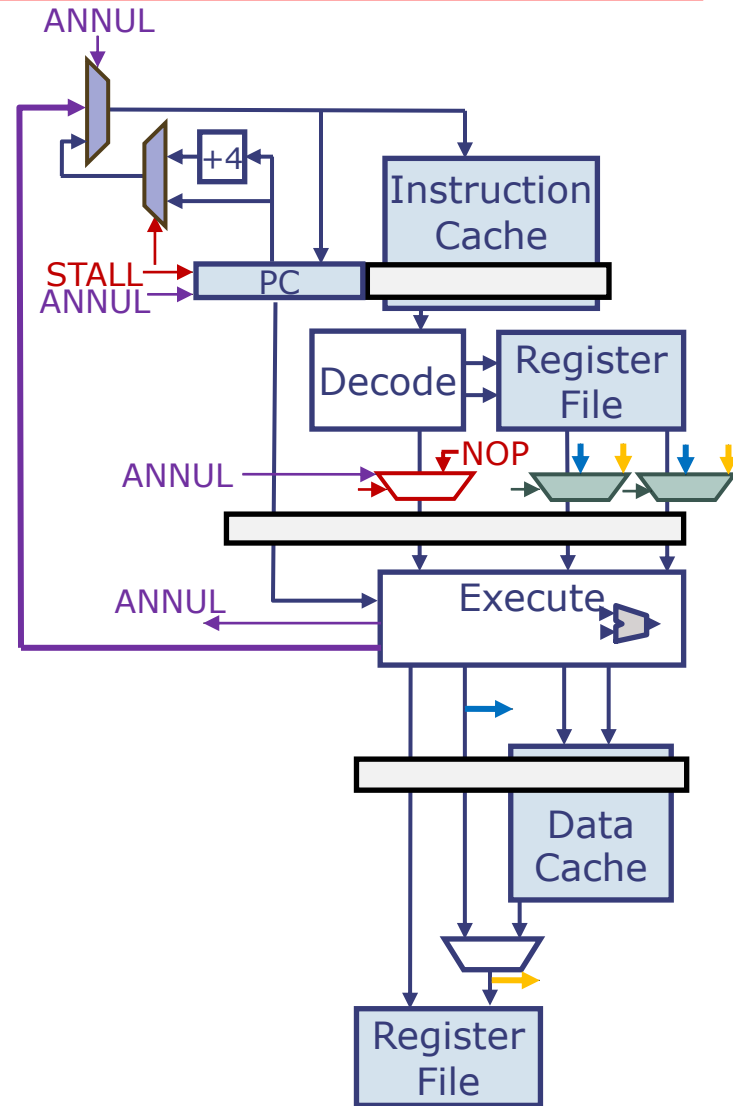 ANNUL
+4
Instruction
Cache
STALL
PC
ANNUL
Decode
Register
File
NOP
ANNUL
Execute
ANNUL
Data
Cache
Register
File